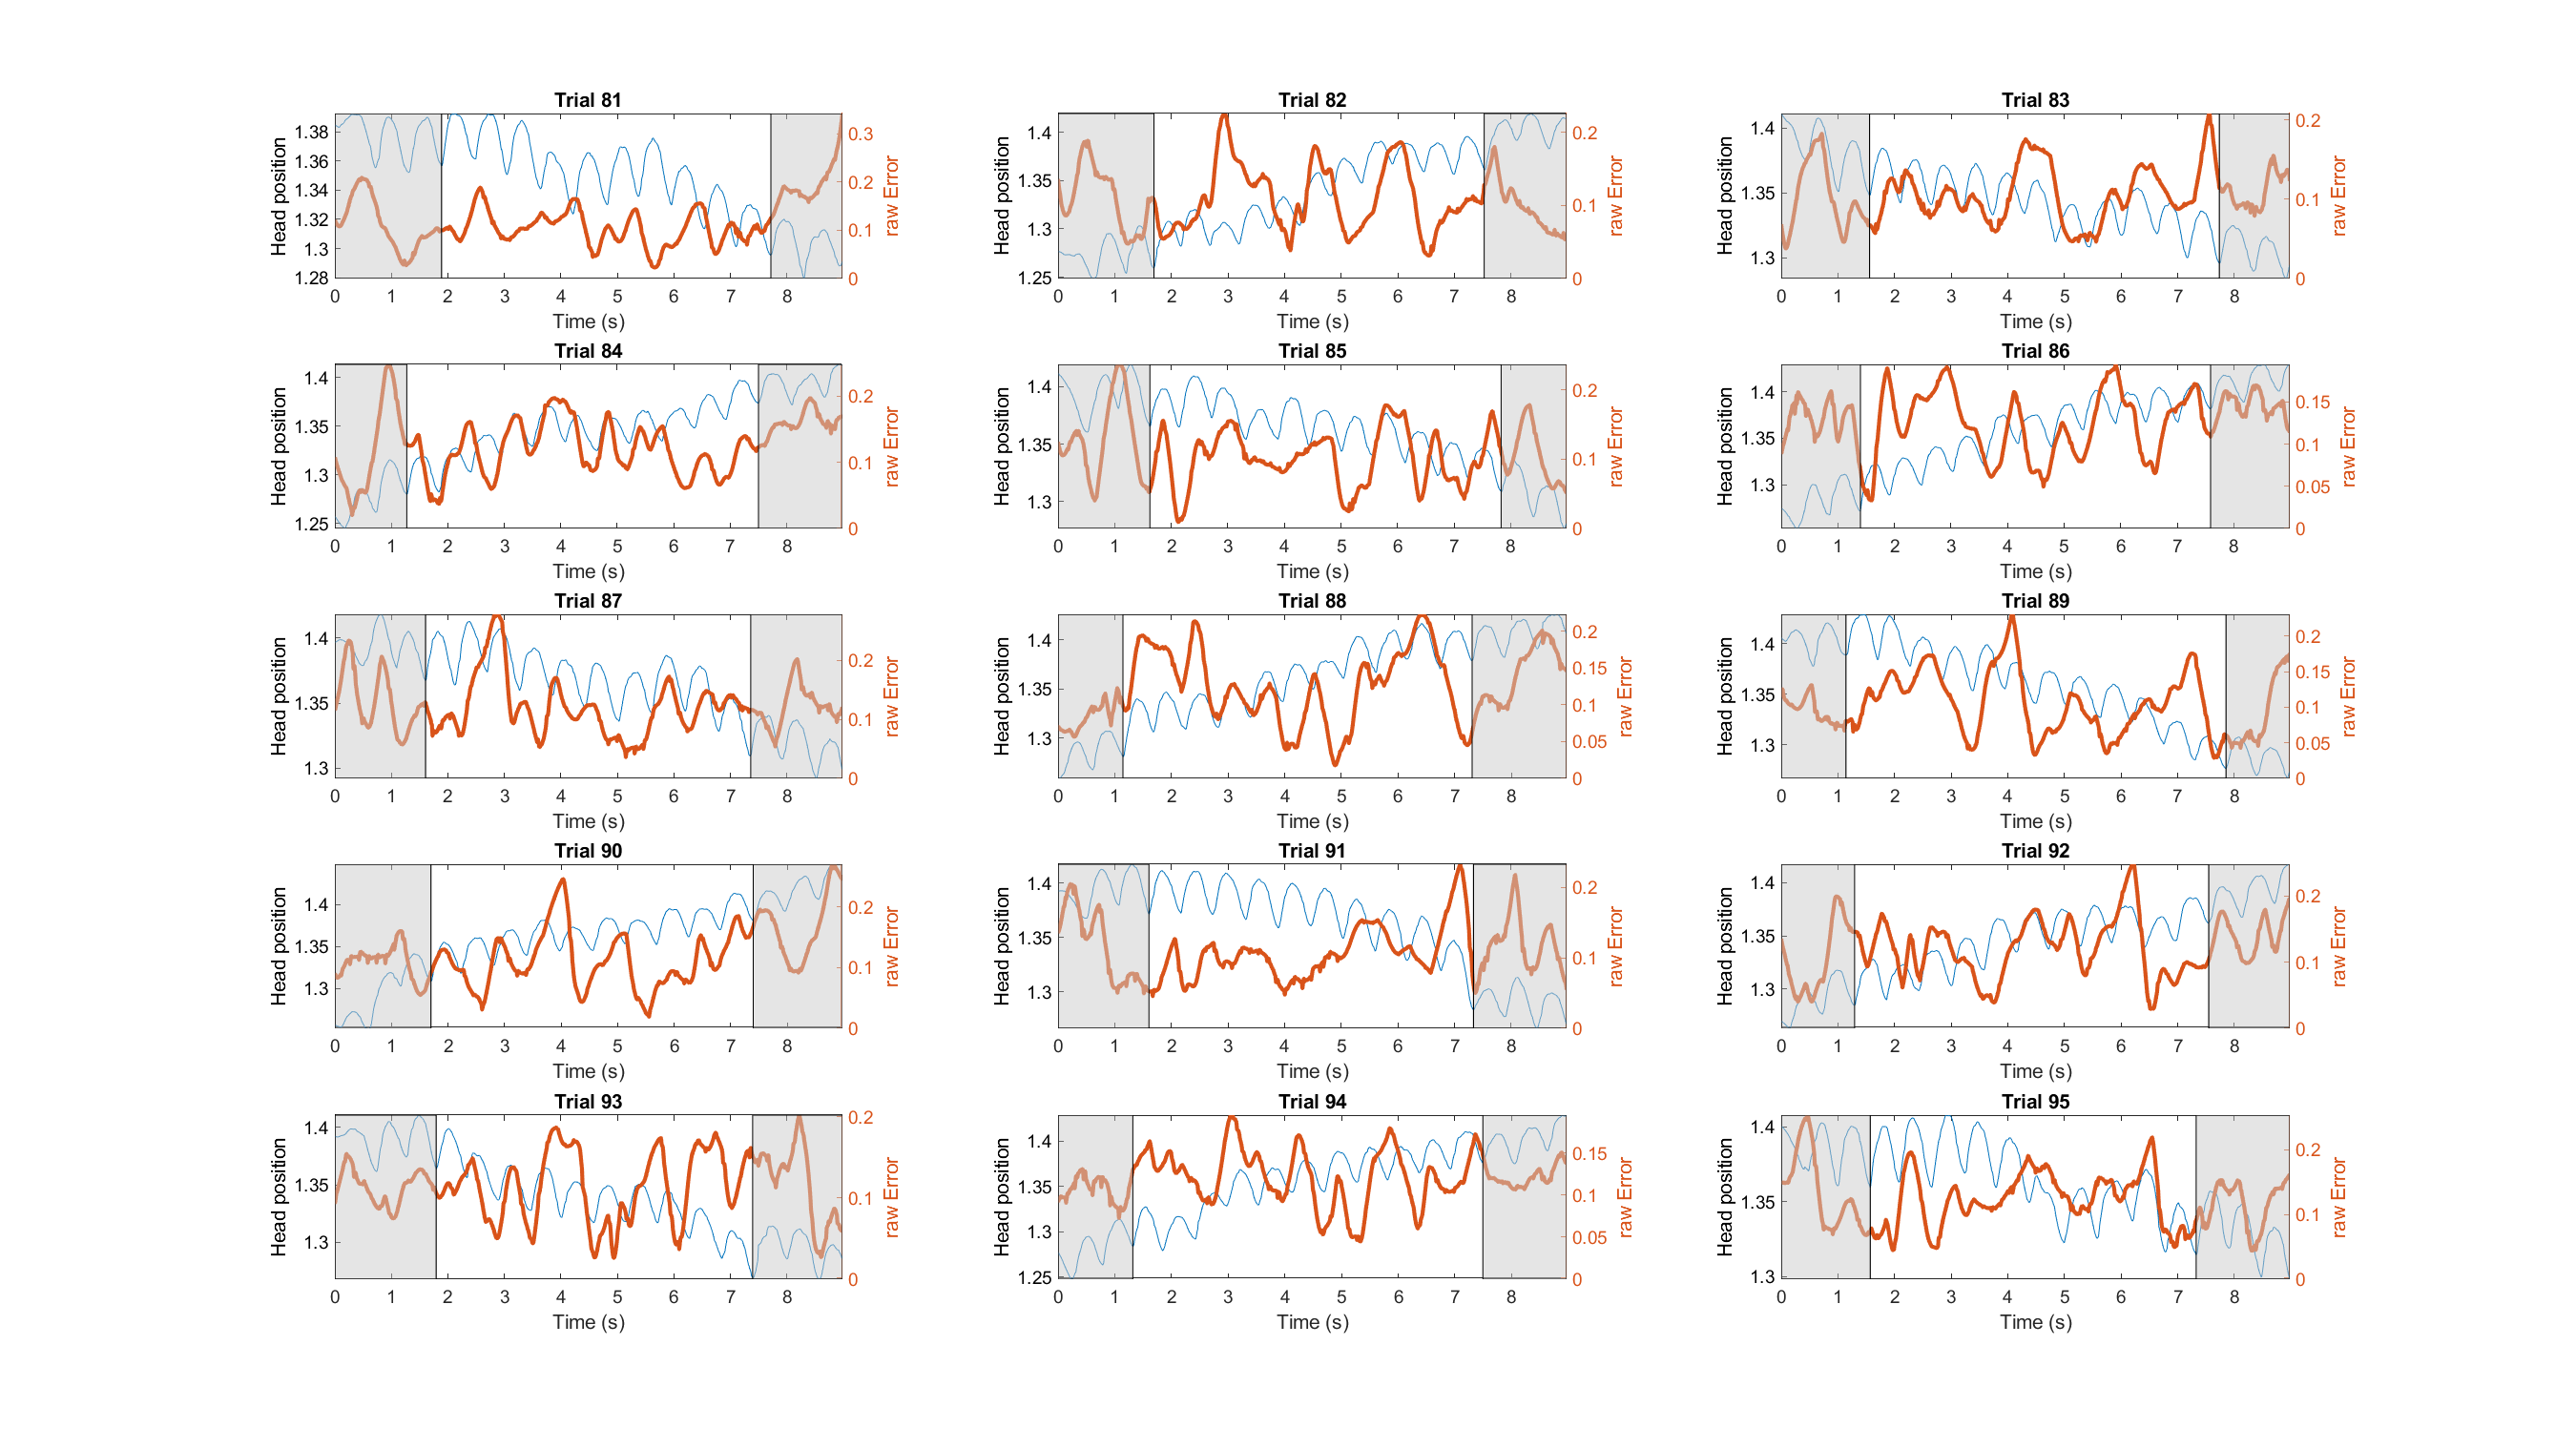 Trial 81
Head position
1.38
1.36
1.34
1.32
1.3
1.28
0 1 2 3 4 5 6 7 8
Time (s)
0.3
0.2
0.1
0
raw Error
Trial 82
Head position
1.4
1.35
1.3
1.25
0 1 2 3 4 5 6 7 8
Time (s)
0.2
0.1
0
raw Error
Trial 83
Head position
1.4
1.35
1.3
0 1 2 3 4 5 6 7 8
Time (s)
0.2
0.1
0
raw Error
Trial 84
Head position
1.4
1.35
1.3
1.25
0 1 2 3 4 5 6 7 8
Time (s)
0.2
0.1
0
raw Error
Trial 85
Head position
1.4
1.35
1.3
0 1 2 3 4 5 6 7 8
Time (s)
0.2
0.1
0
raw Error
Trial 86
Head position
1.4
1.35
1.3
0 1 2 3 4 5 6 7 8
Time (s)
0.15
0.1
0.05
0
raw Error
Trial 87
Head position
1.4
1.35
1.3
0 1 2 3 4 5 6 7 8
Time (s)
0.2
0.1
0
raw Error
Trial 88
Head position
1.4
1.35
1.3
0 1 2 3 4 5 6 7 8
Time (s)
0.2
0.15
0.1
0.05
0
raw Error
Trial 89
Head position
1.4
1.35
1.3
0 1 2 3 4 5 6 7 8
Time (s)
0.2
0.15
0.1
0.05
0
raw Error
Trial 90
Head position
1.4
1.35
1.3
0 1 2 3 4 5 6 7 8
Time (s)
0.2
0.1
0
raw Error
Trial 91
Head position
1.4
1.35
1.3
0 1 2 3 4 5 6 7 8
Time (s)
0.2
0.1
0
raw Error
Trial 92
Head position
1.4
1.35
1.3
0 1 2 3 4 5 6 7 8
Time (s)
0.2
0.1
0
raw Error
Trial 93
Head position
1.4
1.35
1.3
0 1 2 3 4 5 6 7 8
Time (s)
0.2
0.1
0
raw Error
Trial 94
Head position
1.4
1.35
1.3
1.25
0 1 2 3 4 5 6 7 8
Time (s)
0.15
0.1
0.05
0
raw Error
Trial 95
Head position
1.4
1.35
1.3
0 1 2 3 4 5 6 7 8
Time (s)
0.2
0.1
0
raw Error